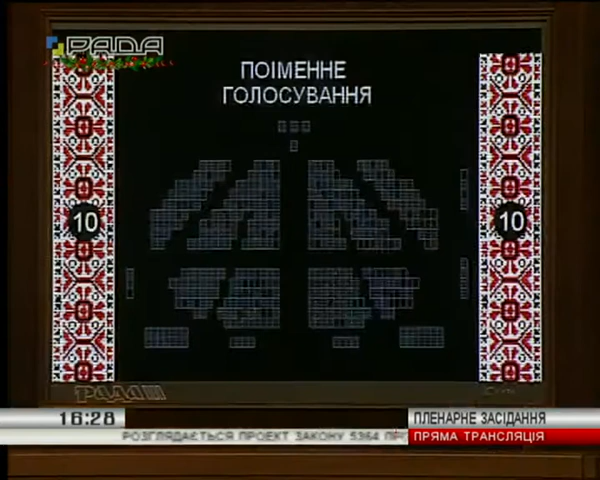 РАДА
ПОІМЕННЕ
ГОЛОСУВАННЯ
10
10
РАДА
16:28
ПЛЕНАРНЕ ЗАСІДАННЯ
РОЗГЛЯДАЄТЬСЯ ПРОЕКТ ЗАКОНУ 5364
ПРЯМА ТРАНСЛЯЦІЯ